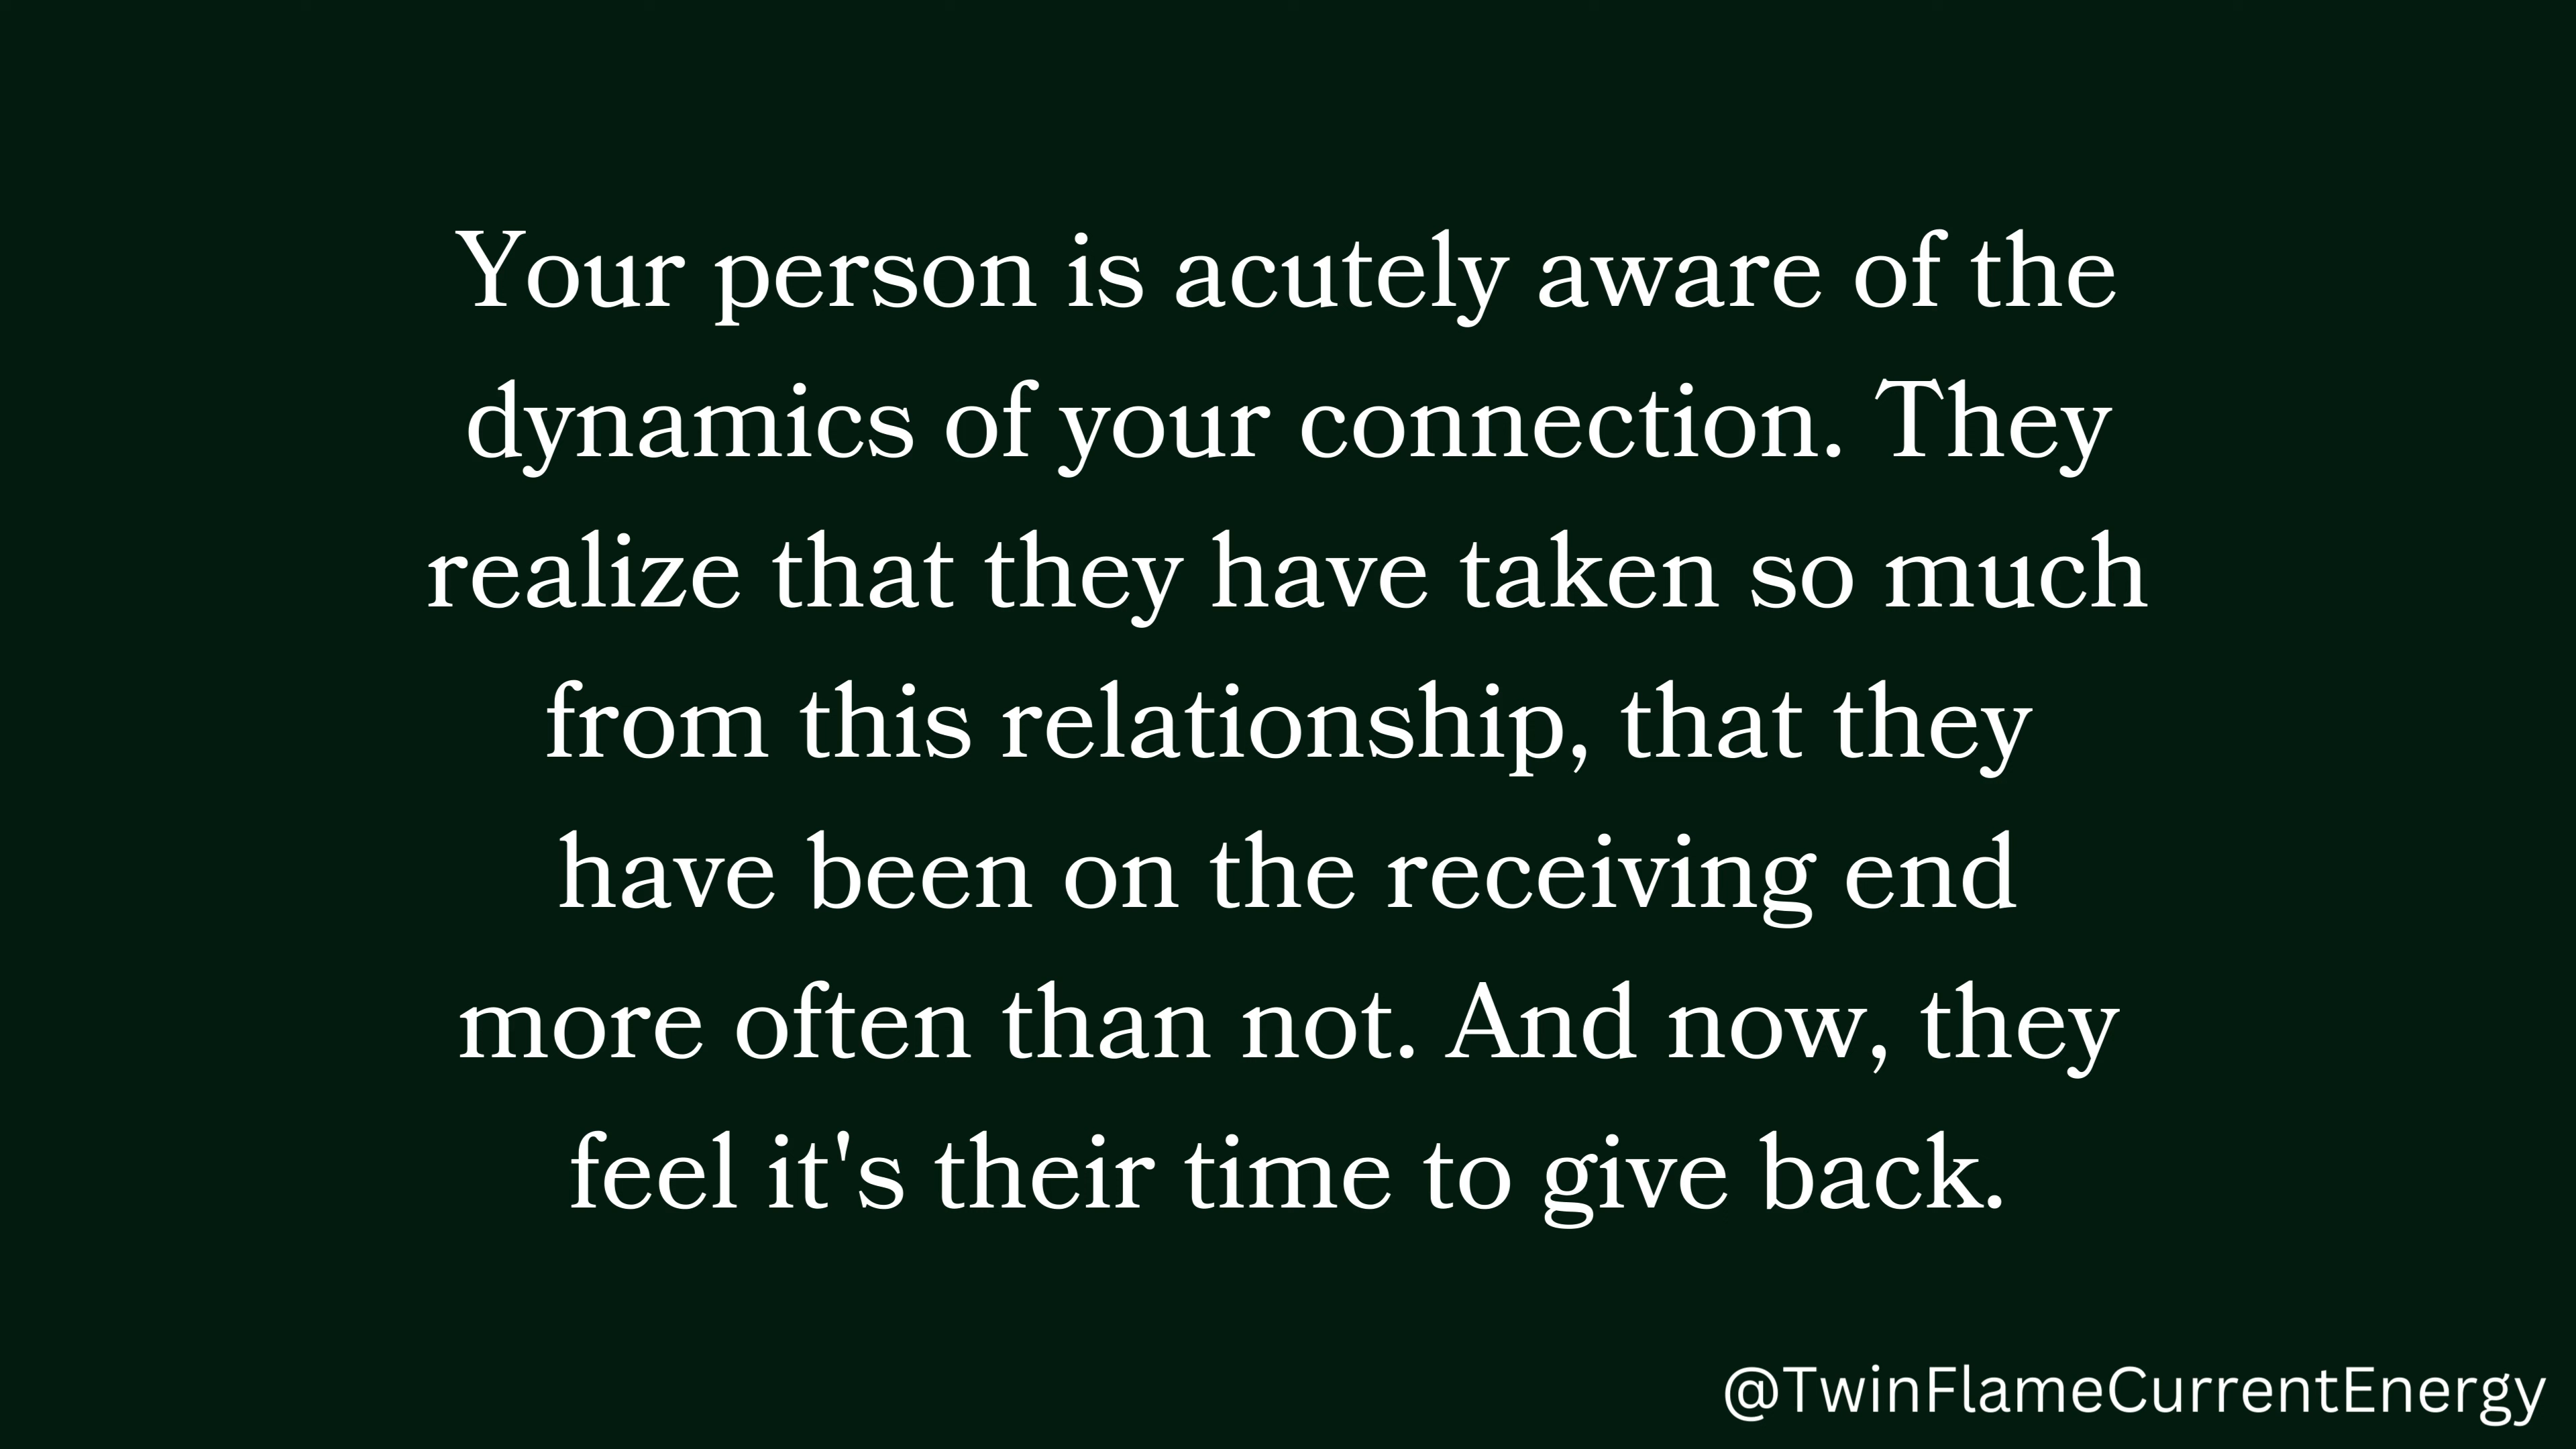 Your person is acutely aware of the
dynamics of your connection. They
realize that they have taken so much
from this relationship, that they
have been on the receiving end
more often than not. And now, they
feel it's their time to give back.
@TwinFlameCurrentEnergy